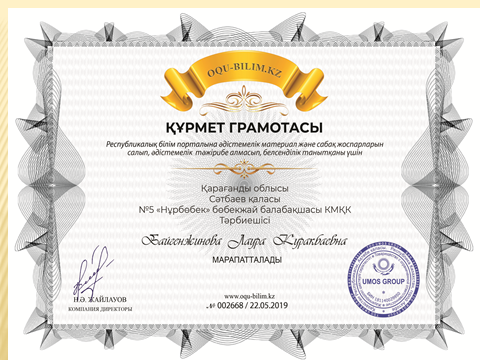 OQU-BILIM.KZ
ҚҰРМЕТ ГРАМОТАСЫ
Республикалық білім порталына әдістемелік материал және сабақ жоспарларын
салып, әдістемелік тәжірибе алмасып, белсенділік танытқаны үшін
Қарағанды облысы
Сәтбаев қаласы
№5 «Нұрбөбек» бөбекжай балабақшасы КМҚК
Тәрбиешісі
Лаура
МАРАПАТТАЛАДЫ
Н.Ә. ЖАЙЛАУОВ
КОМПАНИЯ ДИРЕКТОРЫ
www.oqu-bilim.kz
№ 002668 / 22.05.2019
UMOS GROUP